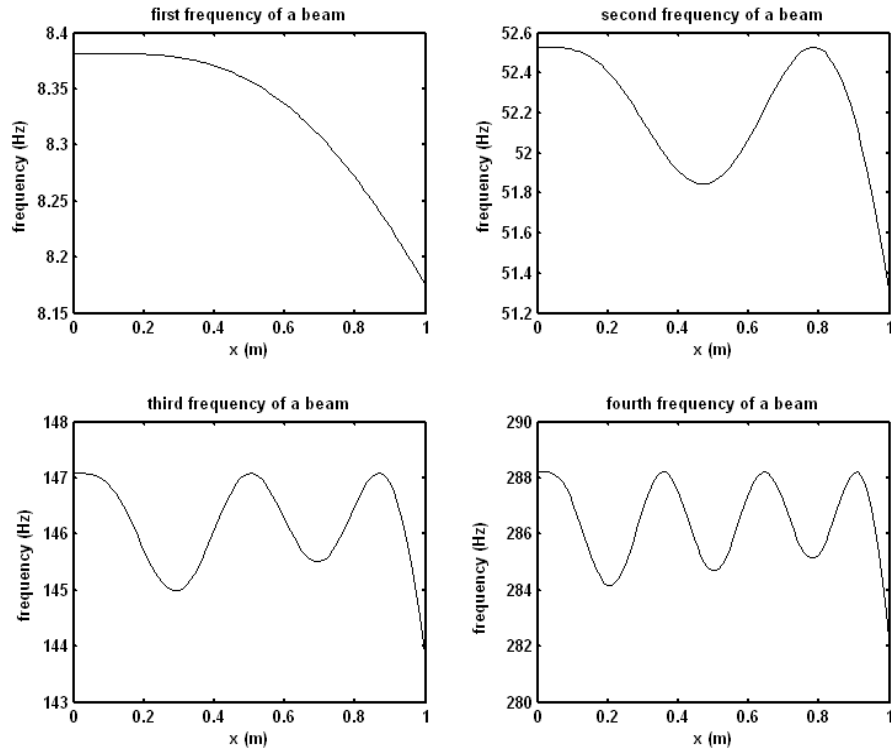 first frequency of a beam
8.4
8.35
8.3
8.25
8.2
8.15
frequency (Hz)
0 0.2 0.4 0.6 0.8 1
x (m)
second frequency of a beam
52.6
52.4
52.2
52
51.8
51.6
51.4
51.2
frequency (Hz)
0 0.2 0.4 0.6 0.8 1
x (m)
third frequency of a beam
148
147
146
145
144
143
frequency (Hz)
0 0.2 0.4 0.6 0.8 1
x (m)
fourth frequency of a beam
290
288
286
284
282
280
frequency (Hz)
0 0.2 0.4 0.6 0.8 1
x (m)